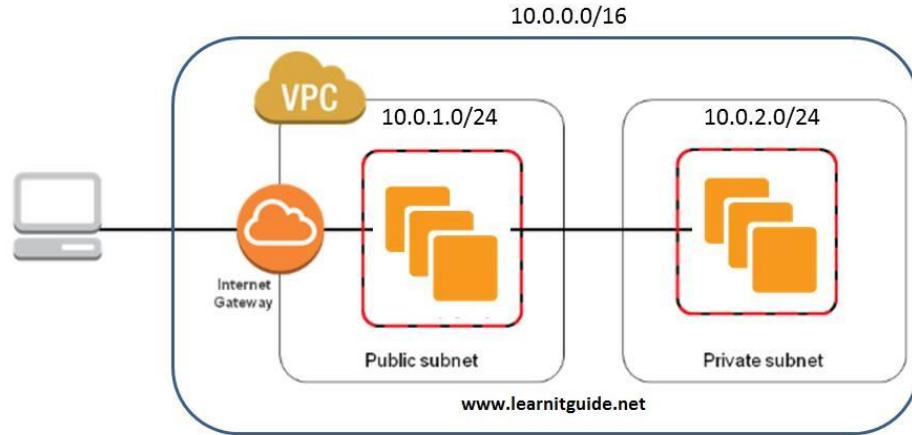 10.0.0.0/16
VPC
10.0.1.0/24
10.0.2.0/24
Internet
Gateway
Public subnet
Private subnet
www.learnitguide.net